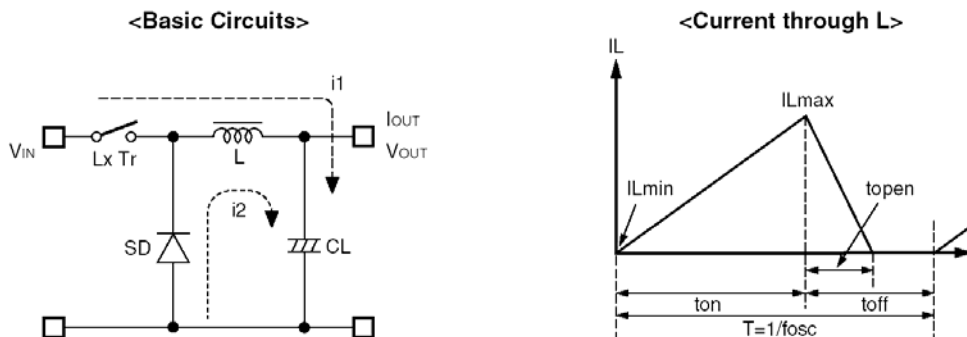 <Basic Circuits>
i1
VIN
Lx Tr
L
IOUT
VOUT
i2
SD
CL
<Current through L>
IL
ILmax
ILmin
topen
ton
toff
T=1/fosc